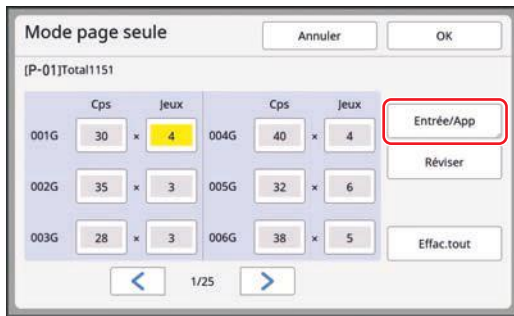 Mode page seule
Annuler
OK
[P-01]Total1151
Cps Jeux Cps Jeux
001G 30 × 4 004G 40 × 4
002G 35 × 3 005G 32 × 6
003G 28 × 3 006G 38 × 5
1/25
Entrée/App
Réviser
Effac.tout